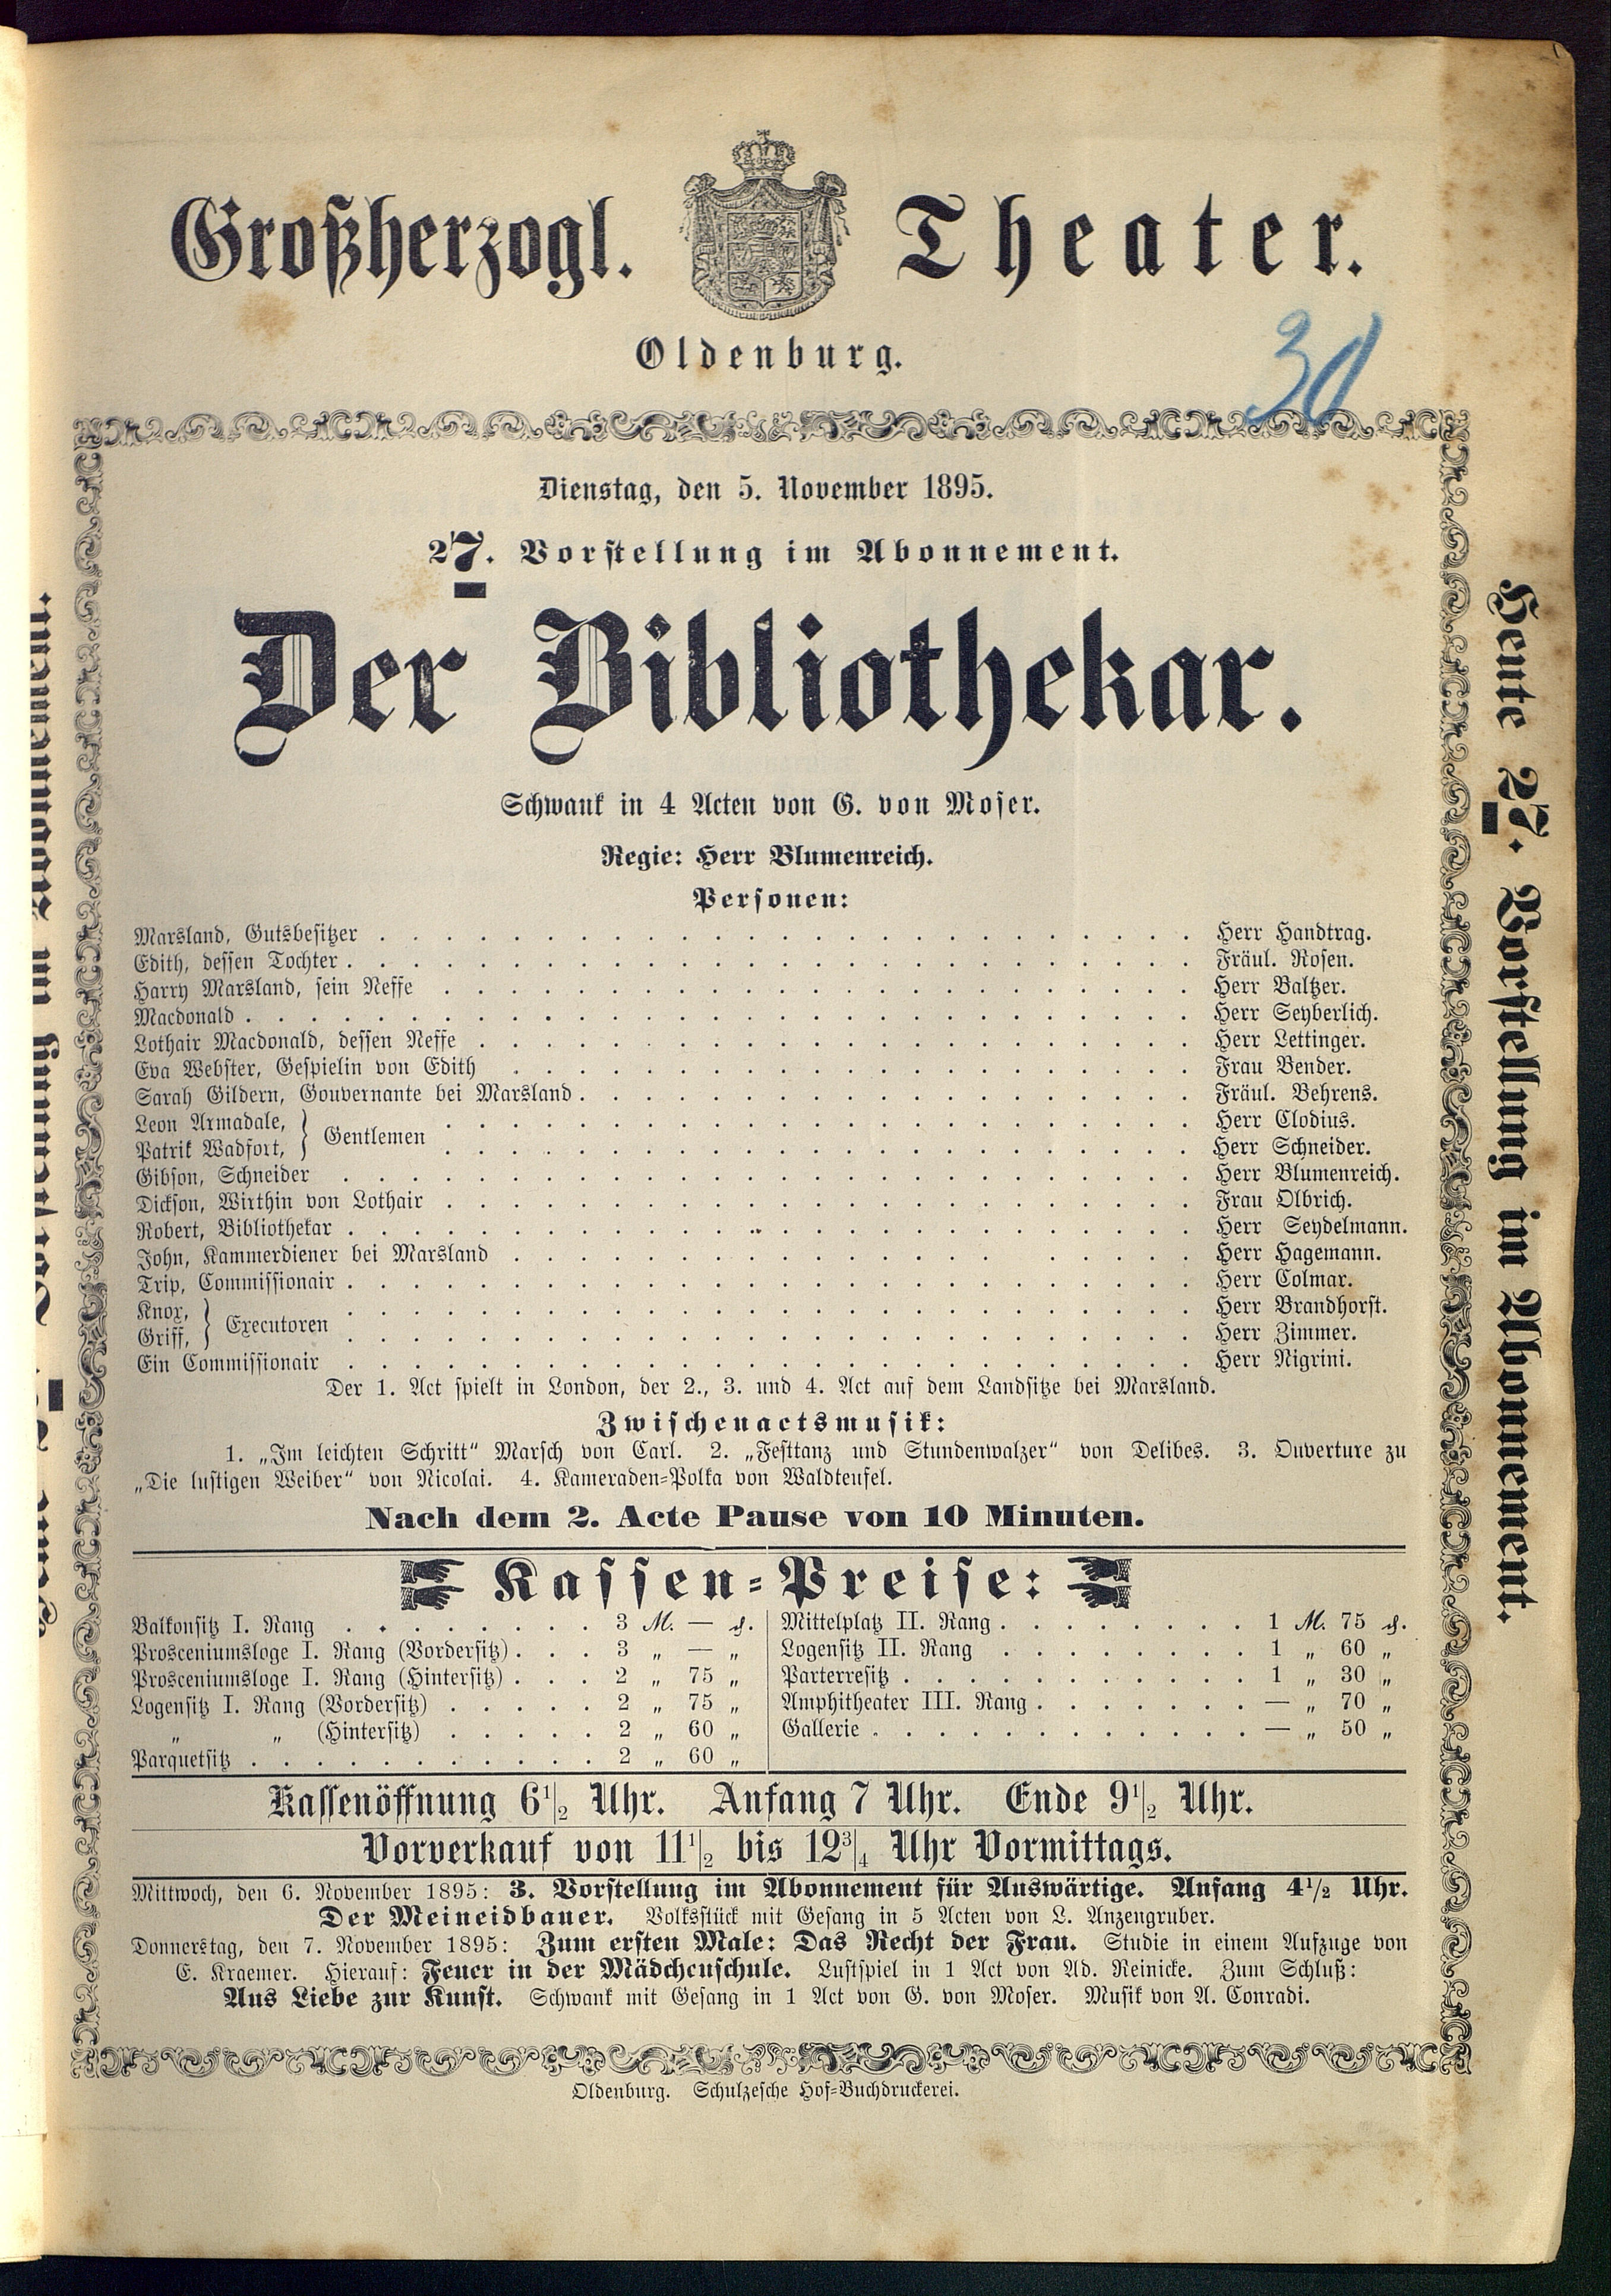 Großherzogl. Theater.
Oldenburg.
30
Dienstag, den 5. November 1895.
27. Vorstellung im Abonnement.
Der Bibliothekar.
Schwank in 4 Acten von G. von Moser.
Regie: Herr Blumenreich.
Personen:
Marsland, Gutsbesitzer . . . Herr Handtrag.
Edith, dessen Tochter . . . Fräul. Rosen.
Harry Marsland, sein Neffe . . . Herr Baltzer.
Macdonald . . . Herr Seyberlich.
Lothair Macdonald, dessen Neffe . . . Herr Lettinger.
Eva Webster, Gespielin von Edith . . . Frau Bender.
Sarah Gildern, Gouvernante bei Marsland . . . Fräul. Behrens.
Leon Armadale, } Gentlemen . . . Herr Clodius.
Patrik Wadfort, . . . Herr Schneider.
Gibson, Schneider . . . Herr Blumenreich.
Dickson, Wirthin von Lothair . . . Frau Olbrich.
Robert, Bibliothekar . . . Herr Seydelmann.
John, Kammerdiener bei Marsland . . . Herr Hagemann.
Trip, Commissionair . . . Herr Colmar.
Knox, } Executoren . . . Herr Brandhorst.
Griff, . . . Herr Zimmer.
Ein Commissionair . . . Herr Nigrini.
Der 1. Act spielt in London, der 2., 3. und 4. Act auf dem Landsitze bei Marsland.
Zwischenactsmusik:
1. „Im leichten Schritt“ Marsch von Carl. 2. „Festtanz und Stundenwalzer“ von Delibes. 3. Ouverture zu
„Die lustigen Weiber“ von Nicolai. 4. Kameraden-Polka von Waldteufel.
Nach dem 2. Acte Pause von 10 Minuten.
Kassen-Preise:
Balkonsitz I. Rang . . . 3 M. — ₰.
Prosceniumsloge I. Rang (Vordersitz) . . . 3 „ — „
Prosceniumsloge I. Rang (Hintersitz) . . . 2 „ 75 „
Logensitz I. Rang (Vordersitz) . . . 2 „ 75 „
„ „ (Hintersitz) . . . 2 „ 60 „
Parquetsitz . . . 2 „ 60 „
Mittelplatz II. Rang . . . 1 M. 75 ₰.
Logensitz II. Rang . . . 1 „ 60 „
Parterresitz . . . 1 „ 30 „
Amphitheater III. Rang . . . — „ 70 „
Gallerie . . . — „ 50 „
Kassenöffnung 6 1/2 Uhr. Anfang 7 Uhr. Ende 9 1/2 Uhr.
Vorverkauf von 11 1/2 bis 12 3/4 Uhr Vormittags.
Mittwoch, den 6. November 1895: 3. Vorstellung im Abonnement für Auswärtige. Anfang 4 1/2 Uhr.
Der Meineidbauer. Volksstück mit Gesang in 5 Acten von L. Anzengruber.
Donnerstag, den 7. November 1895: Zum ersten Male: Das Recht der Frau. Studie in einem Aufzuge von
E. Kraemer. Hierauf: Feuer in der Mädchenschule. Lustspiel in 1 Act von Ad. Reinicke. Zum Schluß:
Aus Liebe zur Kunst. Schwank mit Gesang in 1 Act von G. von Moser. Musik von A. Conradi.
Oldenburg. Schulzesche Hof-Buchdruckerei.
Heute 27. Vorstellung im Abonnement.